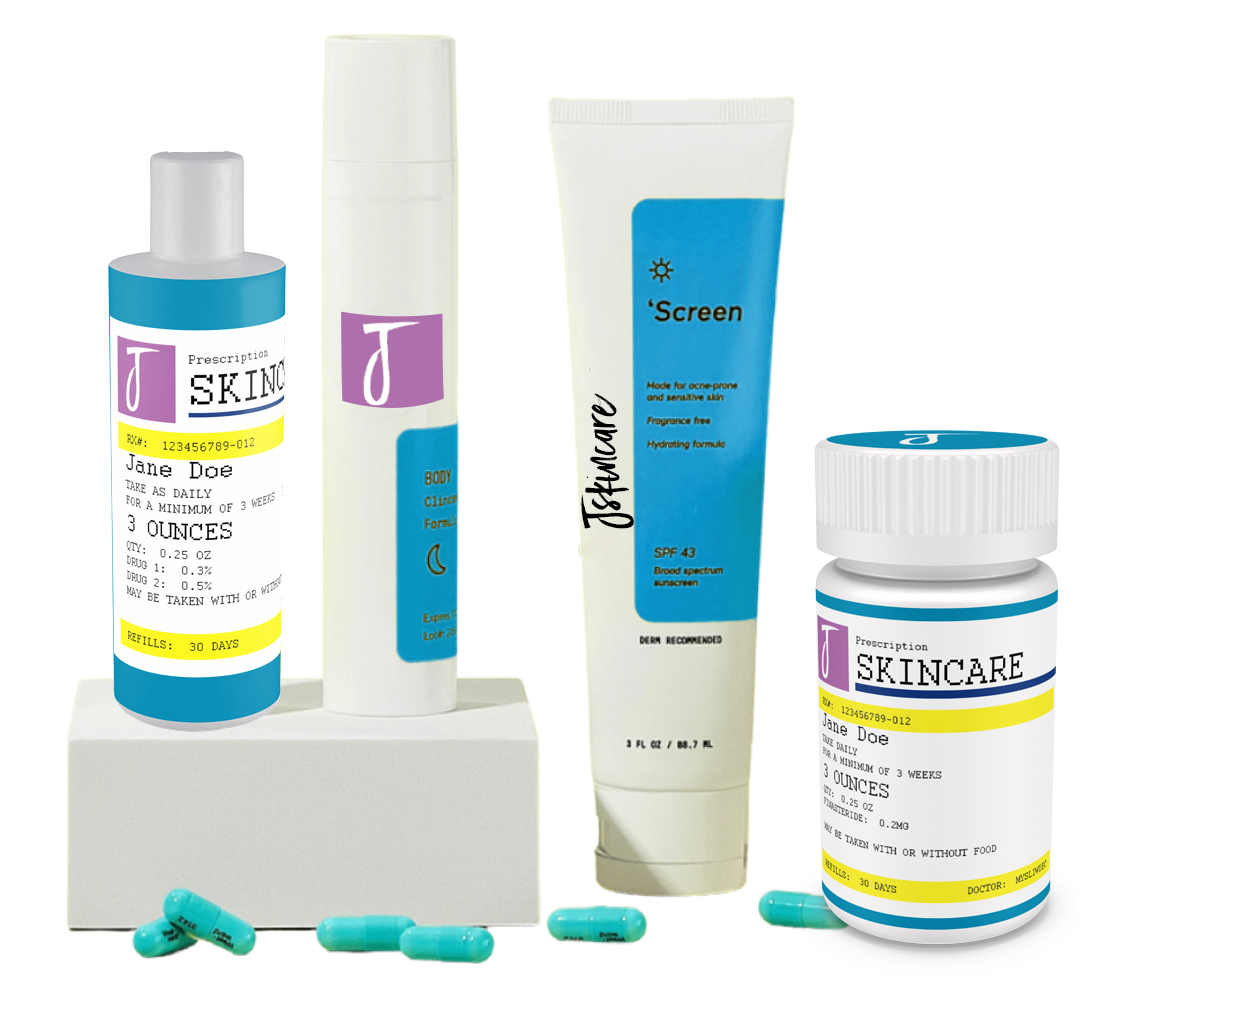 J
Prescription
SKINC
RX#: 123456789-012
Jane Doe
TAKE AS DAILY
FOR A MINIMUM OF 3 WEEKS
3 OUNCES
QTY: 0.25 OZ
DRUG 1: 0.3%
DRUG 2: 0.5%
MAY BE TAKEN WITH OR WITHOUT
REFILLS: 30 DAYS
J
BODY
‘Screen
Made for acne-prone
and sensitive skin
Fragrance free
Hydrating formula
Jskincare
SPF 43
Broad spectrum
sunscreen
DERM RECOMMENDED
3 FL OZ / 88.7 ML
J
J
Prescription
SKINCARE
RX#: 123456789-012
Jane Doe
TAKE DAILY
FOR A MINIMUM OF 3 WEEKS
3 OUNCES
QTY: 0.25 OZ
FINASTERIDE: 0.2MG
MAY BE TAKEN WITH OR WITHOUT FOOD
REFILLS: 30 DAYS DOCTOR: MYSLIWIEC